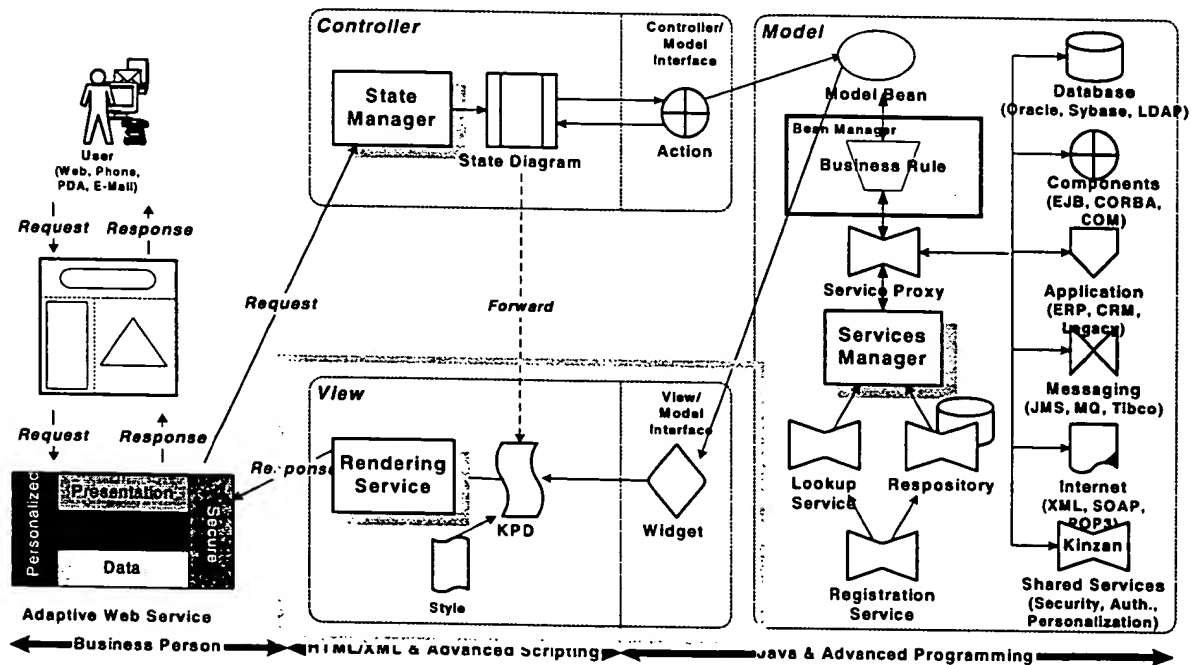 Controller
Controller/
Model
Interface
State
Manager
State Diagram
Action
Model
Model Bean
Bean Manager
Business Rule
Service Proxy
Services
Manager
Lookup
Service
Respository
Registration
Service
Database
(Oracle, Sybase, LDAP)
Components
(EJB, CORBA,
COM)
Application
(ERP, CRM,
Legacy)
Messaging
(JMS, MQ, Tibco)
Internet
(XML, SOAP,
POP3)
Kinzan
Shared Services
(Security, Auth.,
Personalization)
User
(Web, Phone,
PDA, E-Mail)
Request
Response
Request
Response
Request
Forward
Response
View
View/
Model
Interface
Rendering
Service
KPD
Widget
Style
Personalized
Presentation
Data
Secure
Adaptive Web Service
Business Person
HTML/XML & Advanced Scripting
Java & Advanced Programming